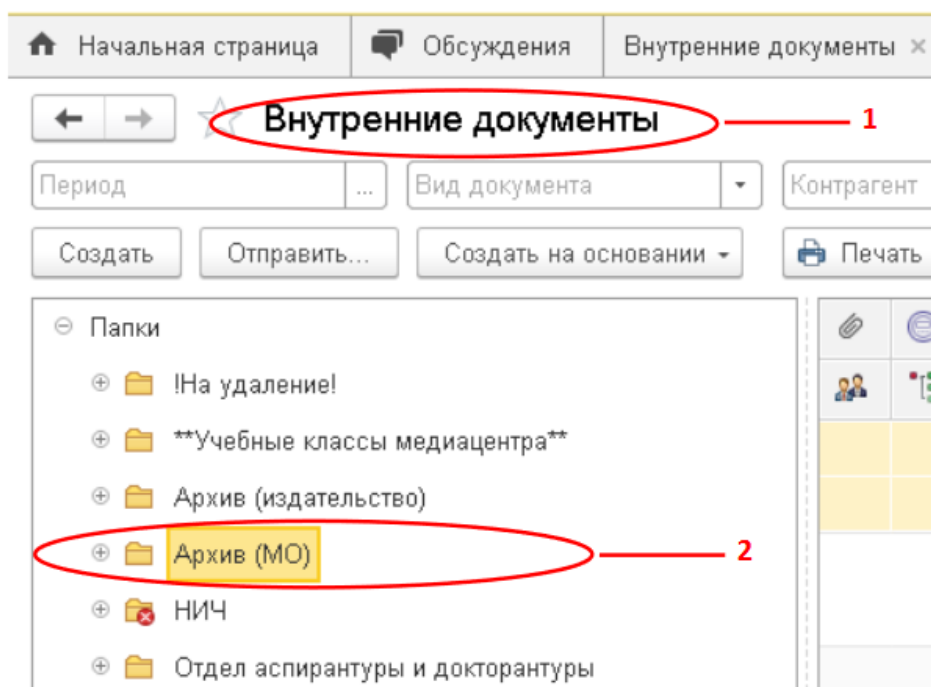 Начальная страница Обсуждения Внутренние документы ×
Внутренние документы 1
Период ... Вид документа Контрагент
Создать Отправить... Создать на основании Печать
Папки
!На удаление!
**Учебные классы медиацентра**
Архив (издательство)
Архив (МО) 2
НИЧ
Отдел аспирантуры и докторантуры